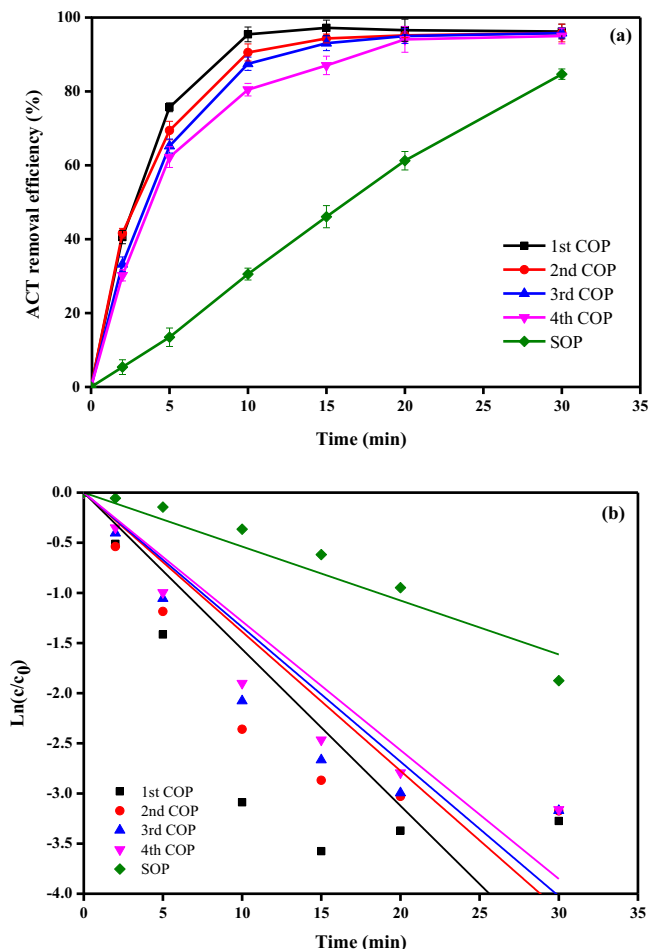 (a)
100
80
60
40
20
0
ACT removal efficiency (%)
1st COP
2nd COP
3rd COP
4th COP
SOP
0 5 10 15 20 25 30 35
Time (min)
(b)
0.0
-0.5
-1.0
-1.5
-2.0
-2.5
-3.0
-3.5
-4.0
Ln(c/c0)
1st COP
2nd COP
3rd COP
4th COP
SOP
0 5 10 15 20 25 30 35
Time (min)